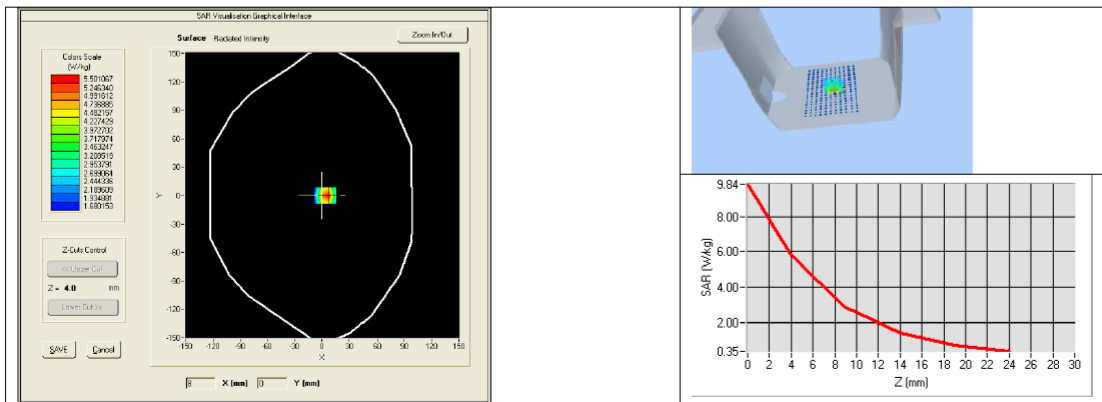 SAR Visualisation Graphical Interface
Surface Radiated Intensity
Zoom In/Out
Colors Scale
(W/kg)
5.501067
5.246340
4.991612
4.736885
4.482157
4.227429
3.972702
3.717974
3.463247
3.208519
2.953791
2.699064
2.444336
2.189609
1.934881
1.680153
150
120
90
60
30
0
-30
-60
-90
-120
-150
Y
-150 -120 -90 -60 -30 0 30 60 90 120 150
X
Z-Cuts Control
<< Upper Cut
Z = 4.0 mm
Lower Cut >>
SAVE Cancel
8 X (mm) 0 Y (mm)
9.84
8.00
6.00
4.00
2.00
0.35
SAR (W/kg)
0 2 4 6 8 10 12 14 16 18 20 22 24 26 28 30
Z (mm)